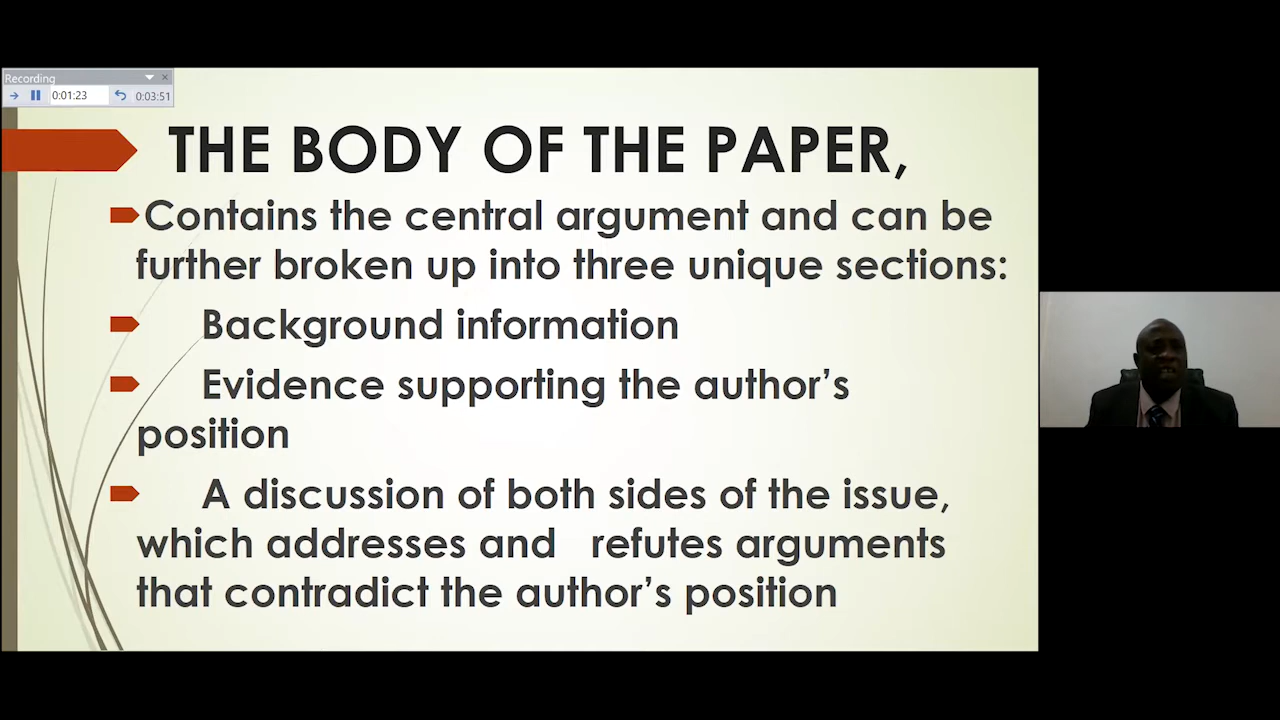 Recording
0:01:23
0:03:51
THE BODY OF THE PAPER,
Contains the central argument and can be
further broken up into three unique sections:
Background information
Evidence supporting the author’s
position
A discussion of both sides of the issue,
which addresses and refutes arguments
that contradict the author’s position